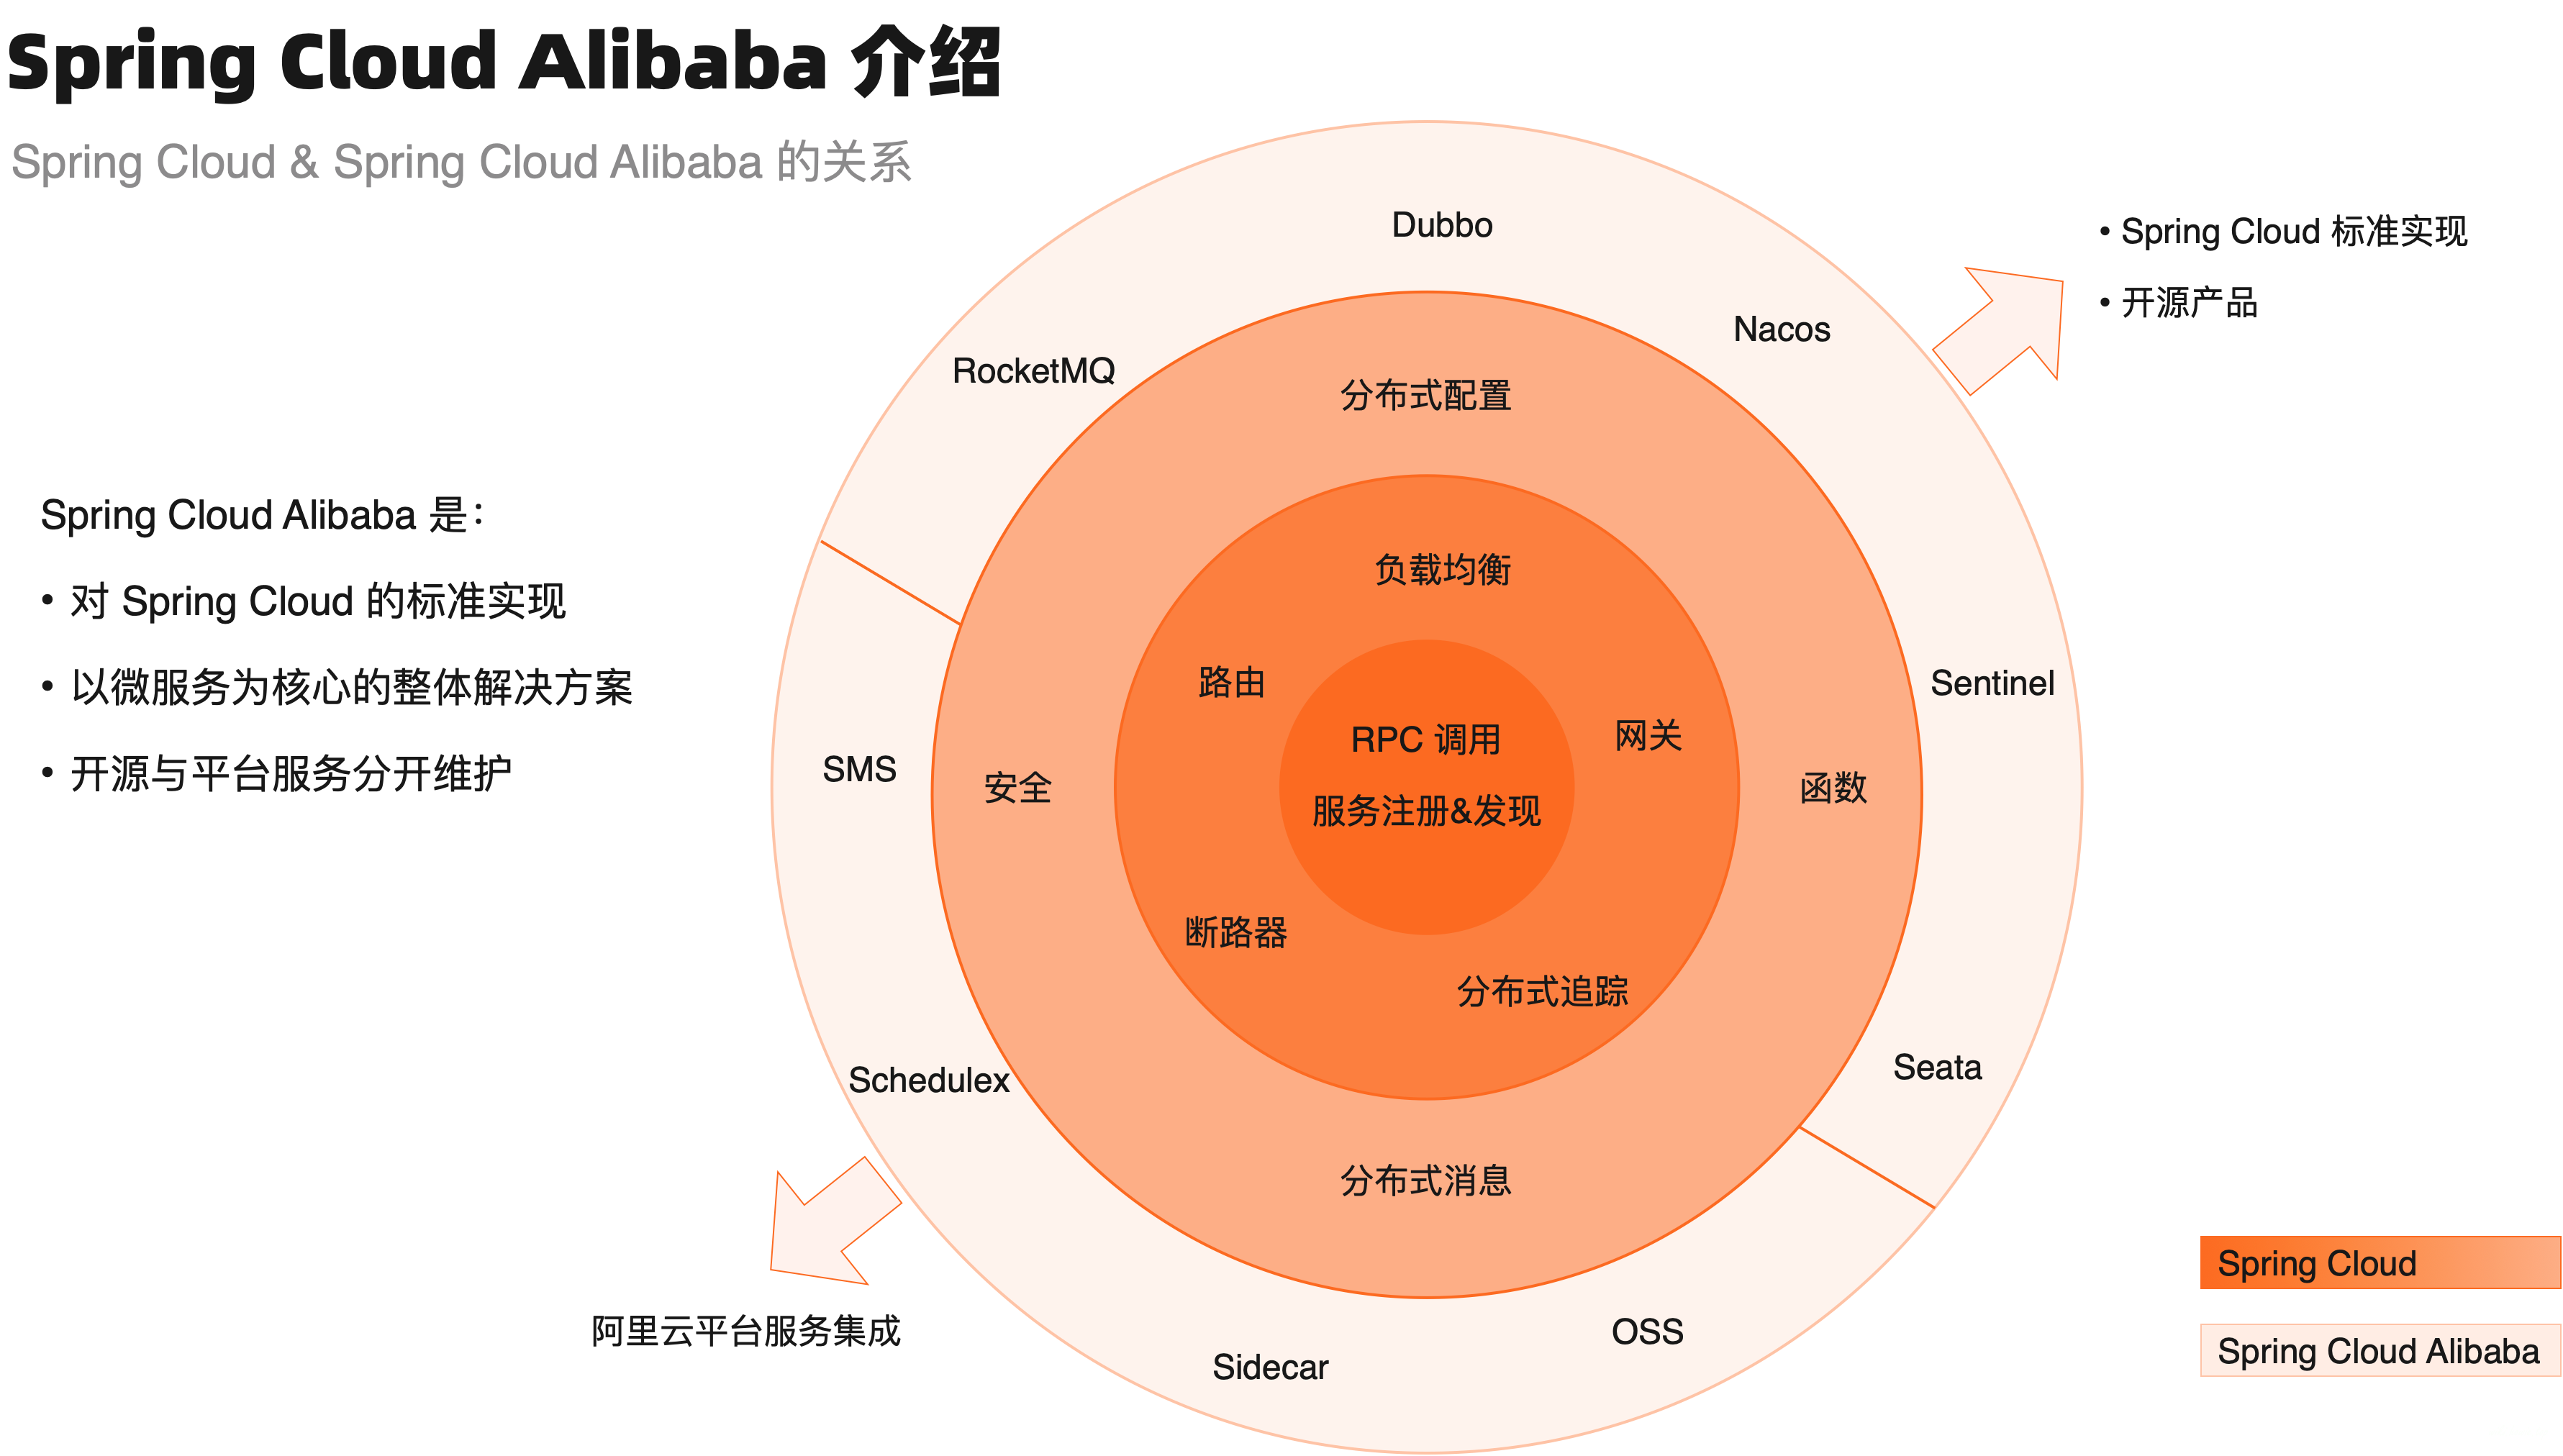 Spring Cloud Alibaba 介绍
Spring Cloud & Spring Cloud Alibaba 的关系
Spring Cloud Alibaba 是：
• 对 Spring Cloud 的标准实现
• 以微服务为核心的整体解决方案
• 开源与平台服务分开维护
Dubbo
Nacos
RocketMQ
Sentinel
Seata
SMS
Schedulex
Sidecar
OSS
分布式配置
安全
函数
分布式消息
负载均衡
路由
网关
断路器
分布式追踪
RPC 调用
服务注册&发现
• Spring Cloud 标准实现
• 开源产品
阿里云平台服务集成
Spring Cloud
Spring Cloud Alibaba